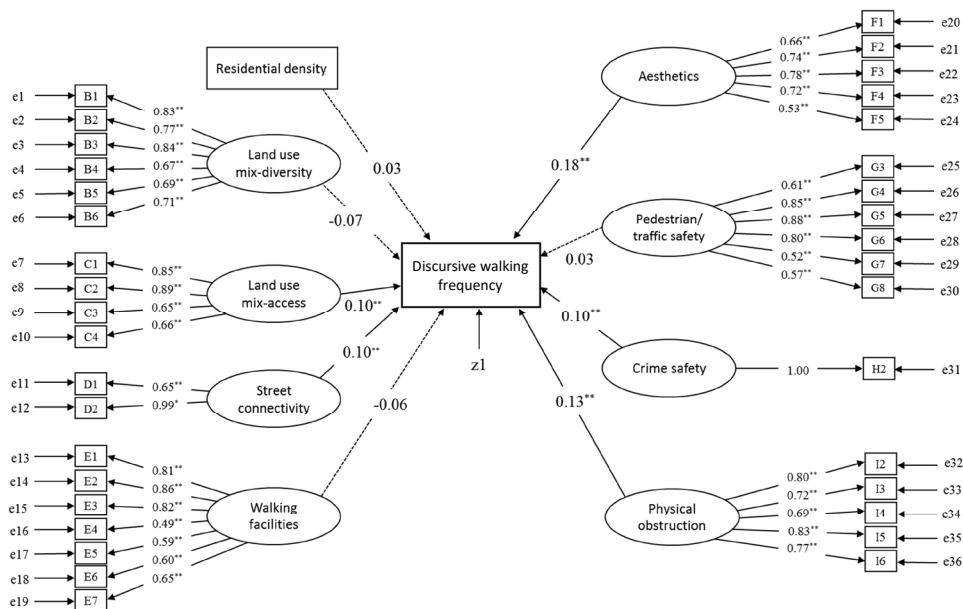 Residential density
e1
B1
0.83**
e2
B2
0.77**
e3
B3
0.84**
e4
B4
0.67**
e5
B5
0.69**
e6
B6
0.71**
Land use
mix-diversity
0.03
-0.07
e7
C1
0.85**
e8
C2
0.89**
e9
C3
0.65**
e10
C4
0.66**
Land use
mix-access
0.10**
e11
D1
0.65**
e12
D2
0.99*
Street
connectivity
0.10**
e13
E1
0.81**
e14
E2
0.86**
e15
E3
0.82**
e16
E4
0.49**
e17
E5
0.59**
e18
E6
0.60**
e19
E7
0.65**
Walking
facilities
-0.06
Discursive walking
frequency
z1
Aesthetics
0.66**
F1
e20
0.74**
F2
e21
0.78**
F3
e22
0.72**
F4
e23
0.53**
F5
e24
0.18**
Pedestrian/
traffic safety
0.61**
G3
e25
0.85**
G4
e26
0.88**
G5
e27
0.80**
G6
e28
0.52**
G7
e29
0.57**
G8
e30
0.03
Crime safety
0.10**
1.00
H2
e31
Physical
obstruction
0.13**
0.80**
I2
e32
0.72**
I3
e33
0.69**
I4
e34
0.83**
I5
e35
0.77**
I6
e36